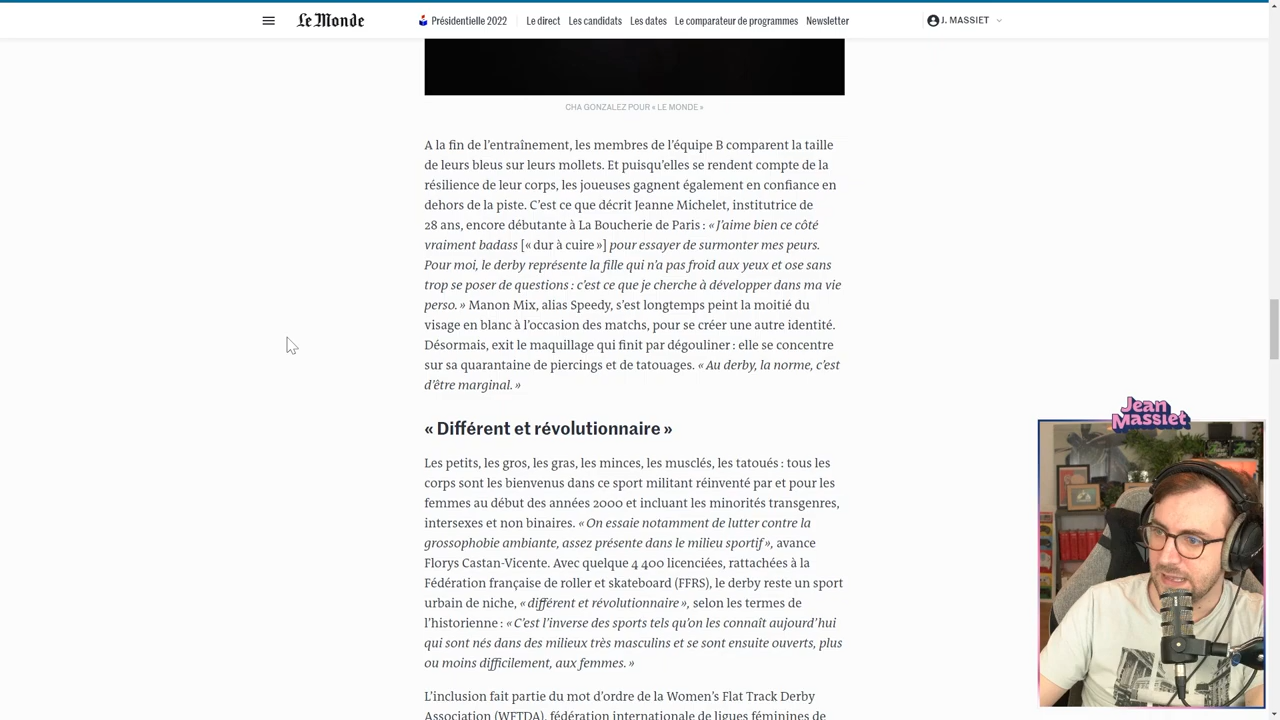 Le Monde
Présidentielle 2022
Le direct
Les candidats
Les dates
Le comparateur de programmes
Newsletter
J. MASSIET
CHA GONZALEZ POUR « LE MONDE »
A la fin de l’entraînement, les membres de l’équipe B comparent la taille
de leurs bleus sur leurs mollets. Et puisqu’elles se rendent compte de la
résilience de leur corps, les joueuses gagnent également en confiance en
dehors de la piste. C’est ce que décrit Jeanne Michelet, institutrice de
28 ans, encore débutante à La Boucherie de Paris : « J’aime bien ce côté
vraiment badass [« dur à cuire »] pour essayer de surmonter mes peurs.
Pour moi, le derby représente la fille qui n’a pas froid aux yeux et ose sans
trop se poser de questions : c’est ce que je cherche à développer dans ma vie
perso. » Manon Mix, alias Speedy, s’est longtemps peint la moitié du
visage en blanc à l’occasion des matchs, pour se créer une autre identité.
Désormais, exit le maquillage qui finit par dégouliner : elle se concentre
sur sa quarantaine de piercings et de tatouages. « Au derby, la norme, c’est
d’être marginal. »
« Différent et révolutionnaire »
Les petits, les gros, les gras, les minces, les musclés, les tatoués : tous les
corps sont les bienvenus dans ce sport militant réinventé par et pour les
femmes au début des années 2000 et incluant les minorités transgenres,
intersexes et non binaires. « On essaie notamment de lutter contre la
grossophobie ambiante, assez présente dans le milieu sportif », avance
Florys Castan-Vicente. Avec quelque 4 400 licenciées, rattachées à la
Fédération française de roller et skateboard (FFRS), le derby reste un sport
urbain de niche, « différent et révolutionnaire », selon les termes de
l’historienne : « C’est l’inverse des sports tels qu’on les connaît aujourd’hui
qui sont nés dans des milieux très masculins et se sont ensuite ouverts, plus
ou moins difficilement, aux femmes. »
L’inclusion fait partie du mot d’ordre de la Women’s Flat Track Derby
Association (WFTDA), fédération internationale de ligues féminines de
Jean
Massiet